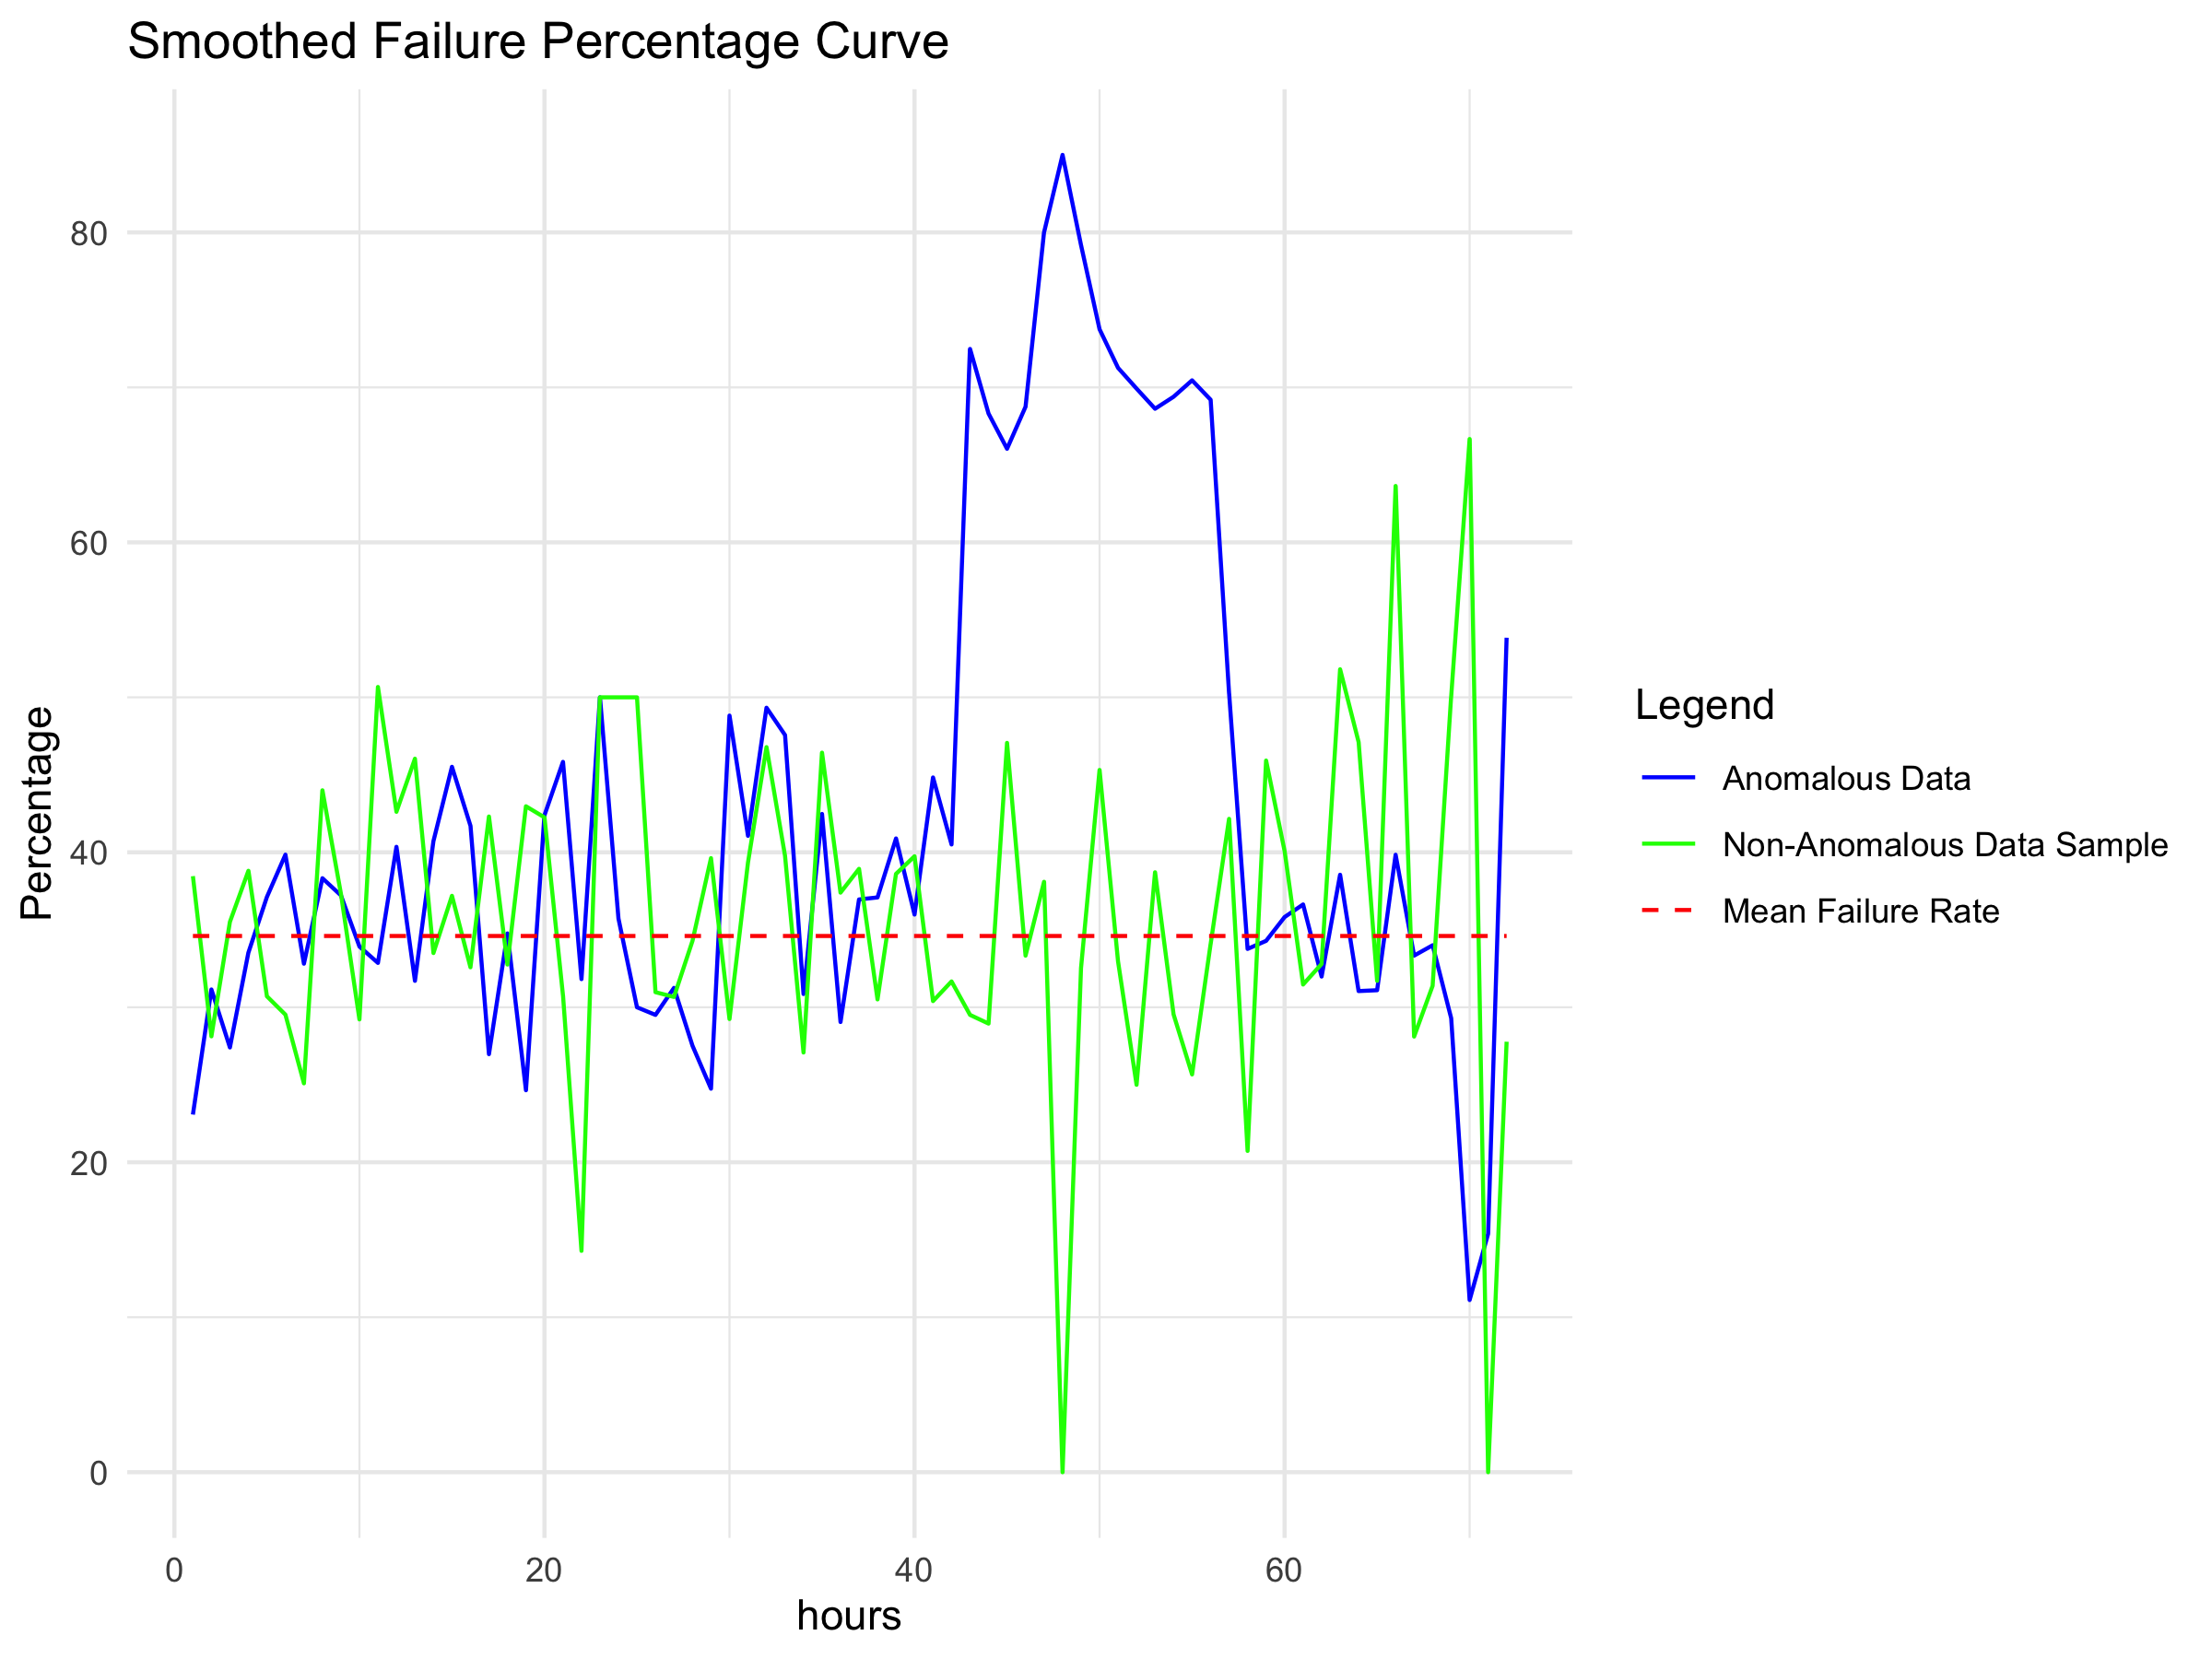 Smoothed Failure Percentage Curve
Percentage
80
60
40
20
0
0 20 40 60
hours
Legend
Anomalous Data
Non-Anomalous Data Sample
Mean Failure Rate